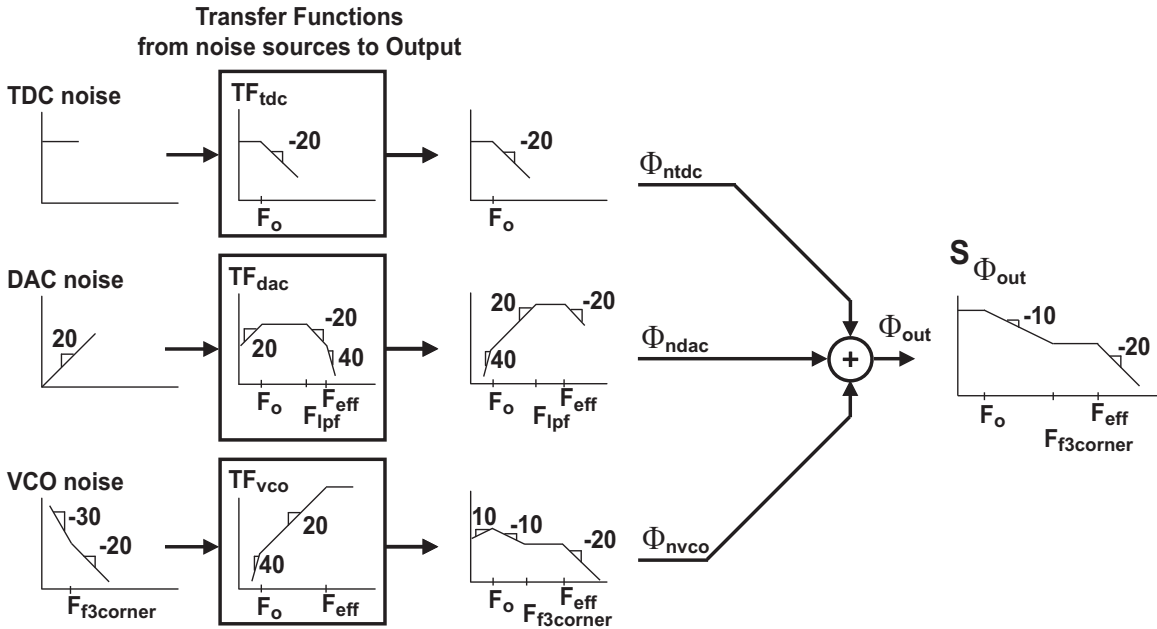 Transfer Functions
from noise sources to Output
TDC noise
TFtdc
-20
Fo
-20
Fo
Φntdc
DAC noise
20
TFdac
20
-20
40
Fo
Flpf
Feff
20
-20
40
Fo
Flpf
Feff
Φndac
+
Φout
SΦout
-10
-20
Fo
Feff
Ff3corner
VCO noise
-30
-20
Ff3corner
TFvco
20
40
Fo
Feff
10
-10
-20
Fo
Ff3corner
Feff
Φnvco